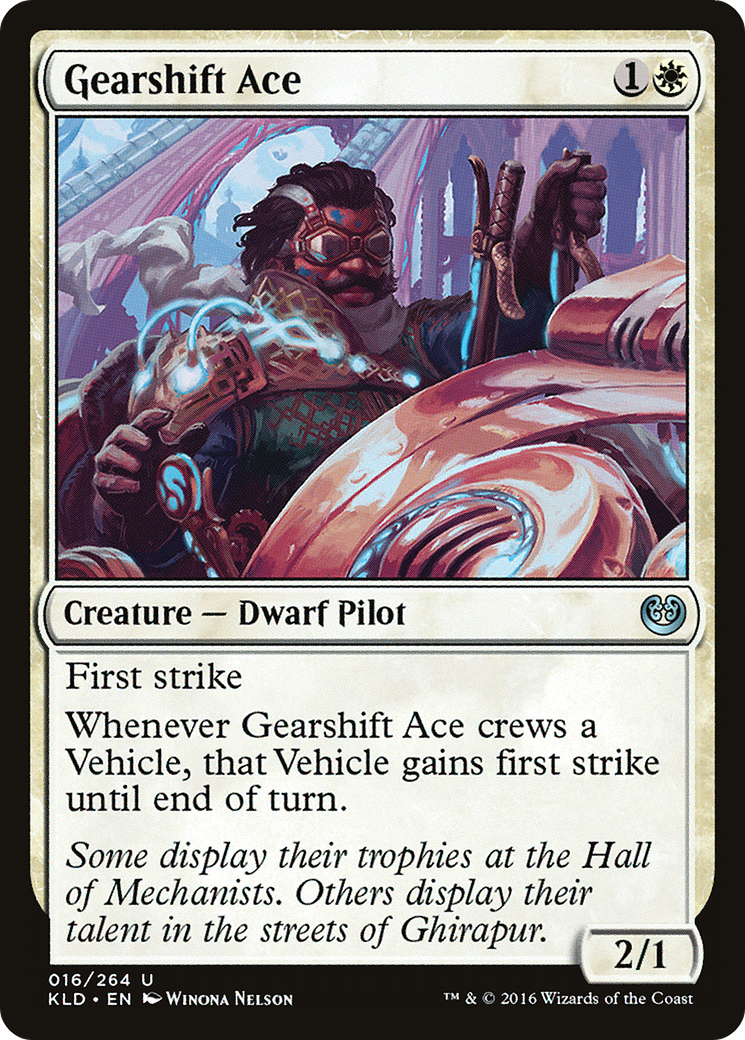 Gearshift Ace 1
Creature — Dwarf Pilot
First strike
Whenever Gearshift Ace crews a
Vehicle, that Vehicle gains first strike
until end of turn.
Some display their trophies at the Hall
of Mechanists. Others display their
talent in the streets of Ghirapur.
2/1
016/264 U
KLD • EN Winona Nelson
™ & © 2016 Wizards of the Coast